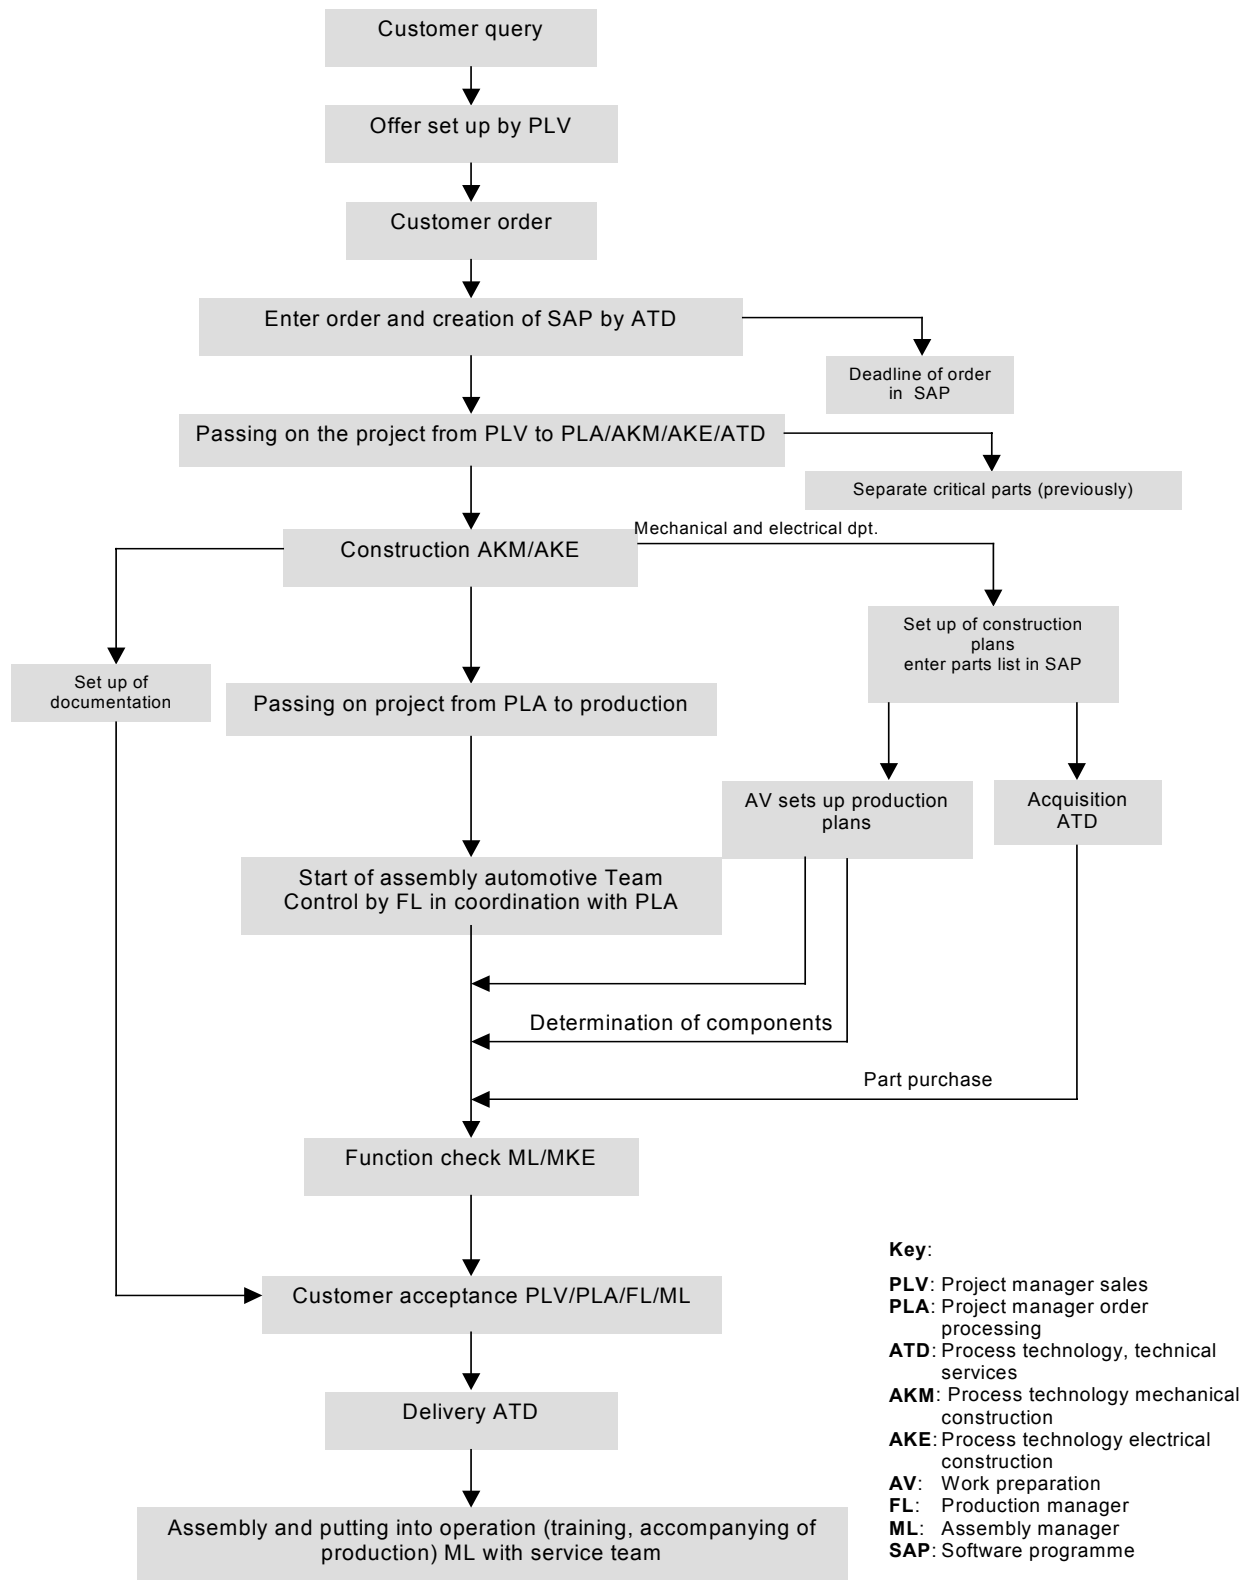 Customer query
Offer set up by PLV
Customer order
Enter order and creation of SAP by ATD
Deadline of order
in SAP
Passing on the project from PLV to PLA/AKM/AKE/ATD
Separate critical parts (previously)
Mechanical and electrical dpt.
Construction AKM/AKE
Set up of construction
plans
enter parts list in SAP
Set up of
documentation
Passing on project from PLA to production
AV sets up production
plans
Acquisition
ATD
Start of assembly automotive Team
Control by FL in coordination with PLA
Determination of components
Part purchase
Function check ML/MKE
Customer acceptance PLV/PLA/FL/ML
Delivery ATD
Assembly and putting into operation (training, accompanying of
production) ML with service team
Key:
PLV: Project manager sales
PLA: Project manager order
processing
ATD: Process technology, technical
services
AKM: Process technology mechanical
construction
AKE: Process technology electrical
construction
AV: Work preparation
FL: Production manager
ML: Assembly manager
SAP: Software programme